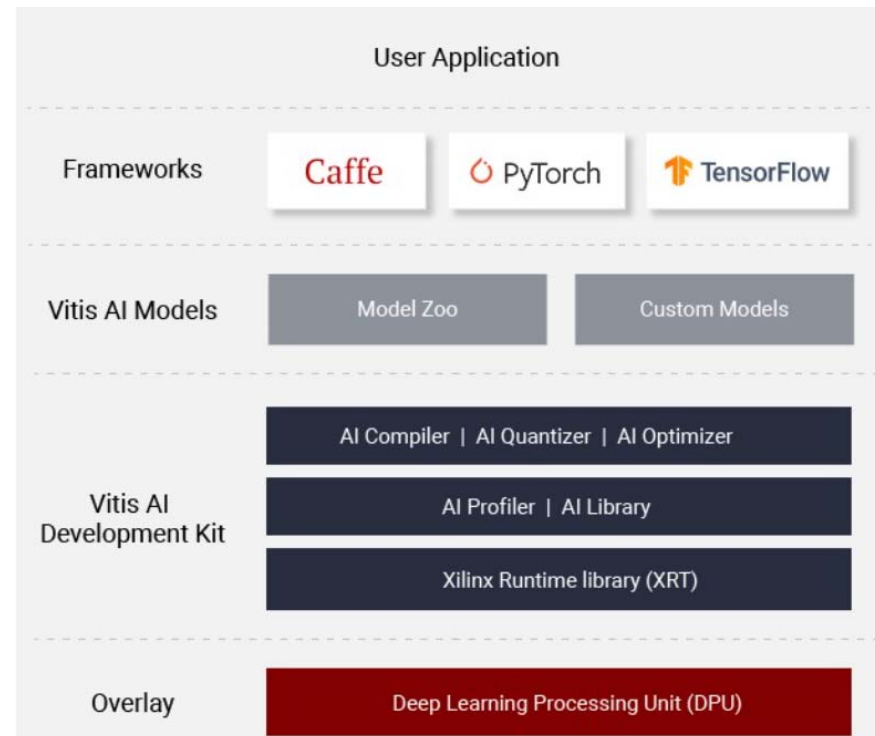 User Application
Frameworks
Caffe
PyTorch
TensorFlow
Vitis AI Models
Model Zoo
Custom Models
Vitis AI
Development Kit
AI Compiler | AI Quantizer | AI Optimizer
AI Profiler | AI Library
Xilinx Runtime library (XRT)
Overlay
Deep Learning Processing Unit (DPU)